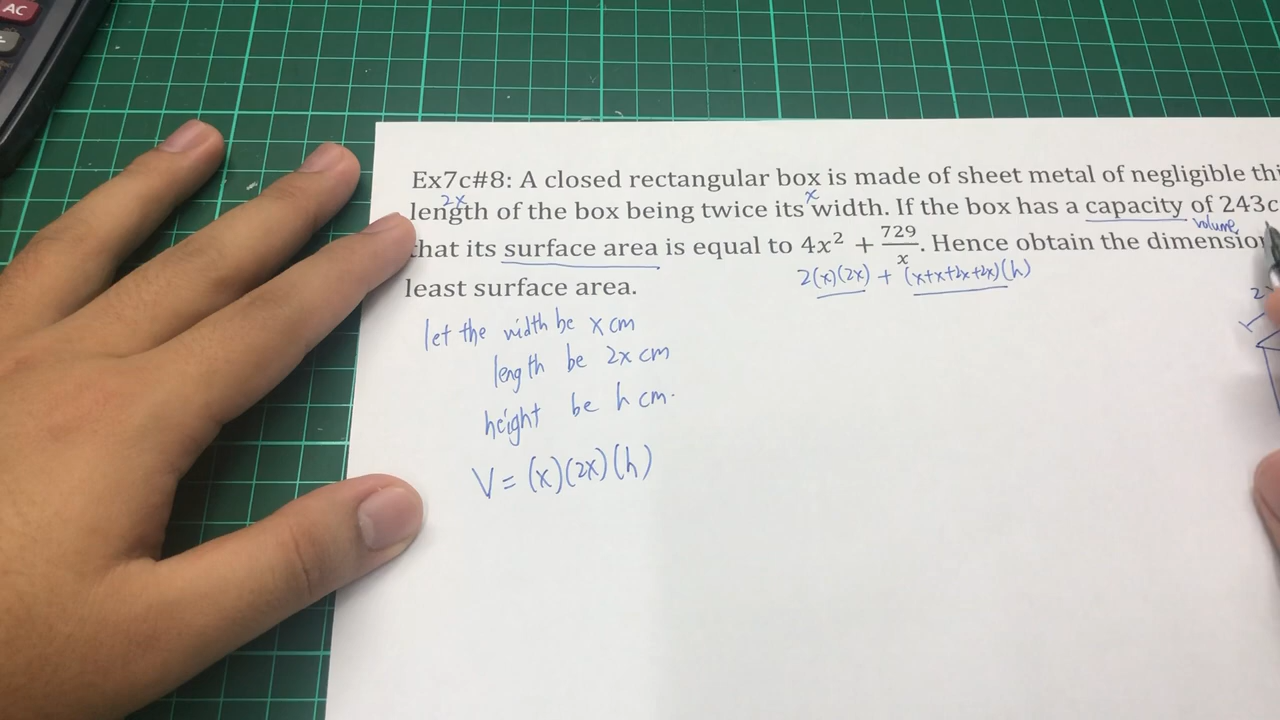 AC
Ex7c#8: A closed rectangular box is made of sheet metal of negligible thi
2x x
length of the box being twice its width. If the box has a capacity of 243c
volume
that its surface area is equal to 4x² + 729/x. Hence obtain the dimension
2(x)(2x) + (x+x+2x+2x)(h)
least surface area.
let the width be x cm
length be 2x cm
height be h cm.
V = (x)(2x)(h)